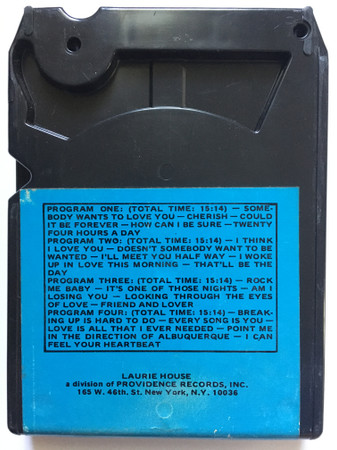 PROGRAM ONE: (TOTAL TIME: 15:14) — SOME-
BODY WANTS TO LOVE YOU — CHERISH — COULD
IT BE FOREVER — HOW CAN I BE SURE — TWENTY
FOUR HOURS A DAY
PROGRAM TWO: (TOTAL TIME: 15:14) — I THINK
I LOVE YOU — DOESN'T SOMEBODY WANT TO BE
WANTED — I'LL MEET YOU HALF WAY — I WOKE
UP IN LOVE THIS MORNING — THAT'LL BE THE
DAY
PROGRAM THREE: (TOTAL TIME: 15:14) — ROCK
ME BABY — IT'S ONE OF THOSE NIGHTS — AM I
LOSING YOU — LOOKING THROUGH THE EYES
OF LOVE — FRIEND AND LOVER
PROGRAM FOUR: (TOTAL TIME: 15:14) — BREAK-
ING UP IS HARD TO DO — EVERY SONG IS YOU —
LOVE IS ALL THAT I EVER NEEDED — POINT ME
IN THE DIRECTION OF ALBUQUERQUE — I CAN
FEEL YOUR HEARTBEAT
LAURIE HOUSE
a division of PROVIDENCE RECORDS, INC.
165 W. 46th. St. New York, N.Y. 10036